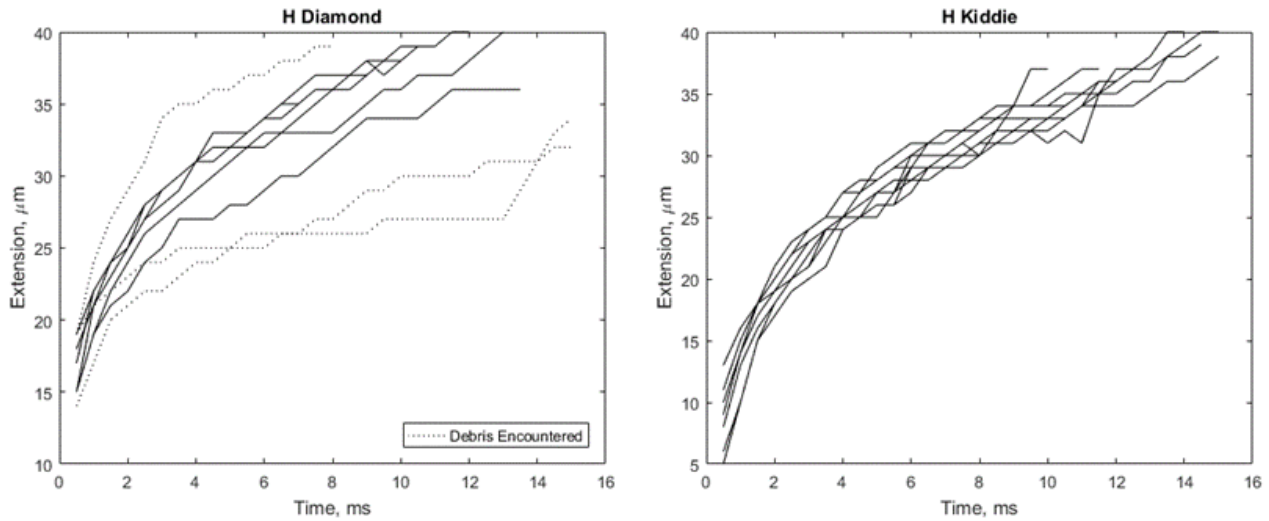 H Diamond
40
35
30
25
20
15
10
Extension, μm
0 2 4 6 8 10 12 14 16
Time, ms
Debris Encountered
H Kiddie
40
35
30
25
20
15
10
5
Extension, μm
0 2 4 6 8 10 12 14 16
Time, ms